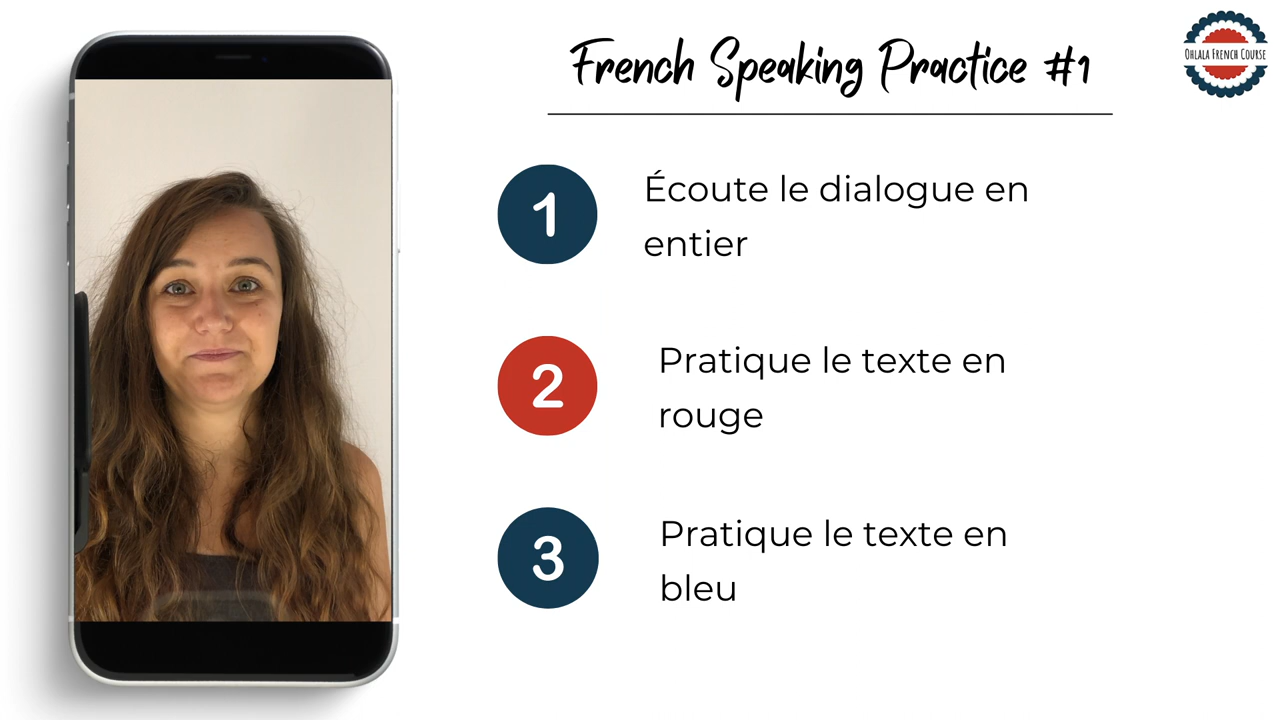 French Speaking Practice #1
OHLALA FRENCH COURSE
1
Écoute le dialogue en
entier
2
Pratique le texte en
rouge
3
Pratique le texte en
bleu